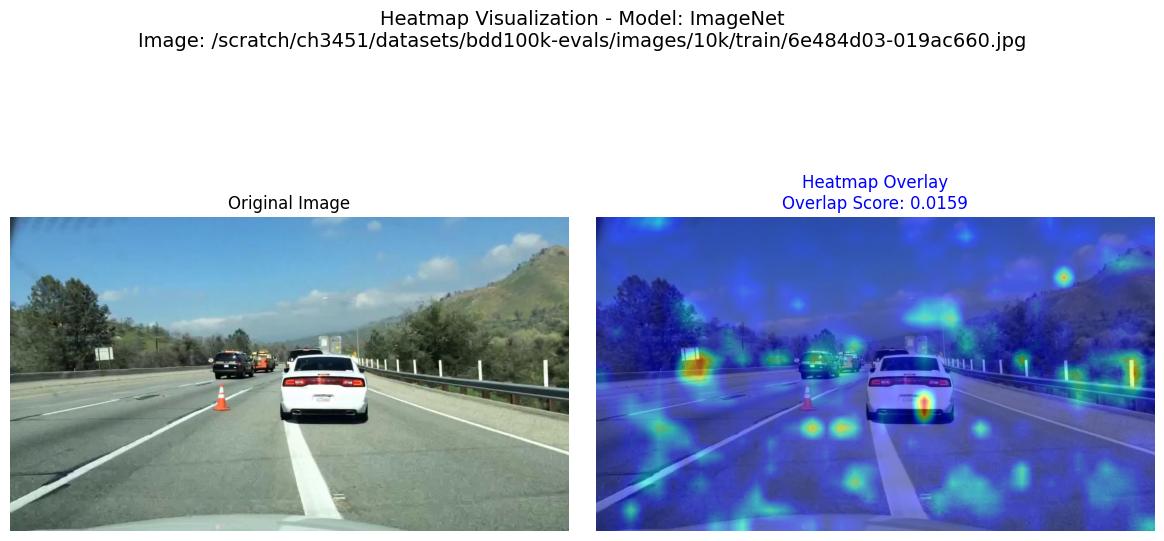 Heatmap Visualization - Model: ImageNet
Image: /scratch/ch3451/datasets/bdd100k-evals/images/10k/train/6e484d03-019ac660.jpg
Original Image
Heatmap Overlay
Overlap Score: 0.0159